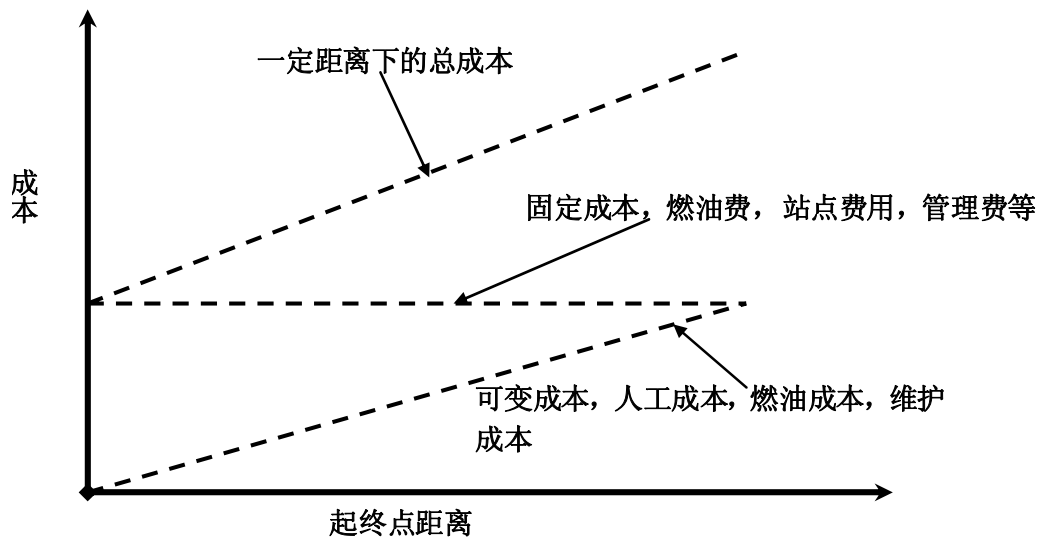 一定距离下的总成本
成本
固定成本，燃油费，站点费用，管理费等
可变成本，人工成本，燃油成本，维护
成本
起终点距离